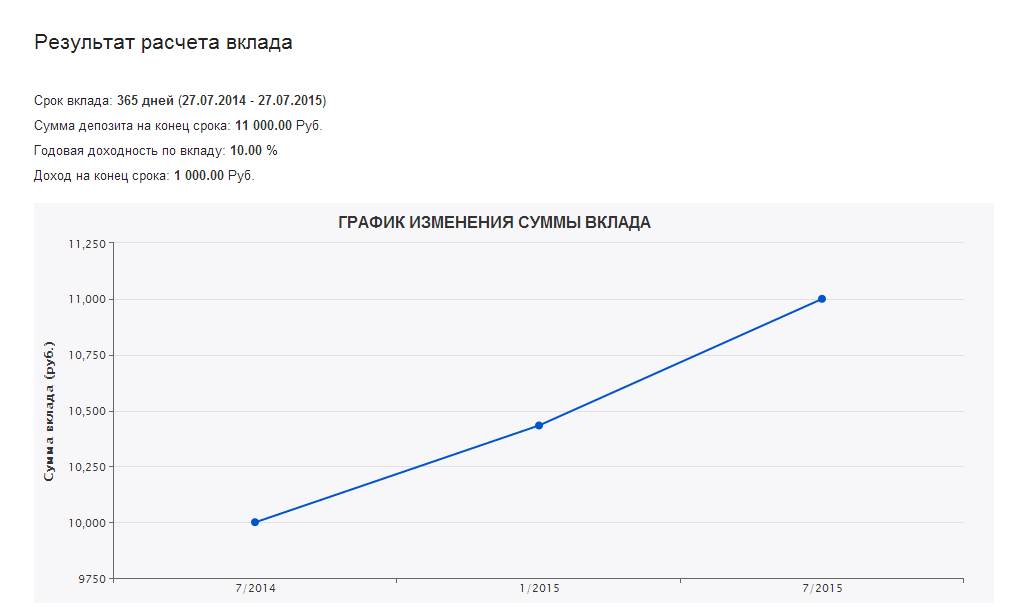 Результат расчета вклада
Срок вклада: 365 дней (27.07.2014 - 27.07.2015)
Сумма депозита на конец срока: 11 000.00 Руб.
Годовая доходность по вкладу: 10.00 %
Доход на конец срока: 1 000.00 Руб.
ГРАФИК ИЗМЕНЕНИЯ СУММЫ ВКЛАДА
Сумма вклада (руб.)
11,250
11,000
10,750
10,500
10,250
10,000
9750
7/2014 1/2015 7/2015